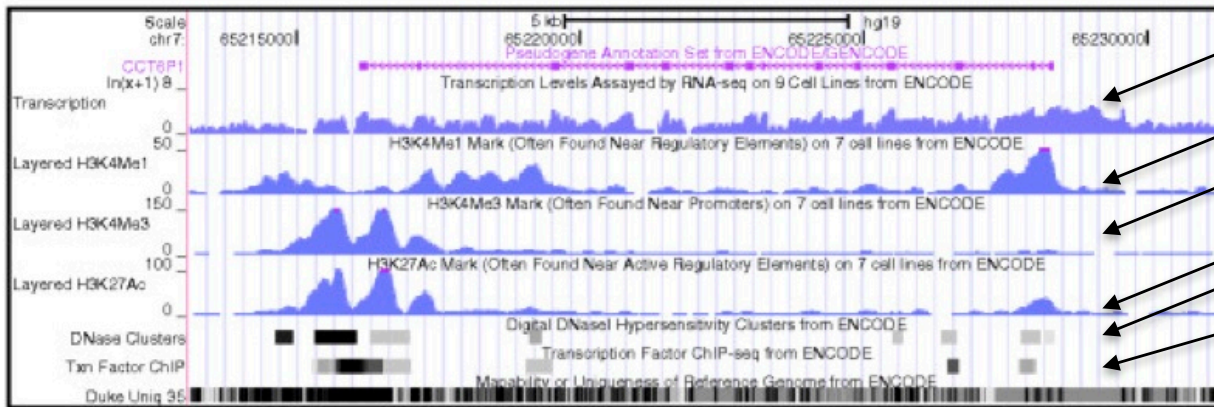 Scale 5 kb hg19
chr7: 65215000 65220000 65225000 65230000
Pseudogene Annotation Set from ENCODE/GENCODE
CCT6P1
ln(x+1) 8 Transcription Levels Assayed by RNA-seq on 9 Cell Lines from ENCODE
Transcription
0
50 H3K4Me1 Mark (Often Found Near Regulatory Elements) on 7 cell lines from ENCODE
Layered H3K4Me1
0
150 H3K4Me3 Mark (Often Found Near Promoters) on 7 cell lines from ENCODE
Layered H3K4Me3
0
100 H3K27Ac Mark (Often Found Near Active Regulatory Elements) on 7 cell lines from ENCODE
Layered H3K27Ac
0
Digital DNaseI Hypersensitivity Clusters from ENCODE
DNase Clusters
Transcription Factor ChIP-seq from ENCODE
Txn Factor ChIP
Mapability or Uniqueness of Reference Genome from ENCODE
Duke Uniq 35